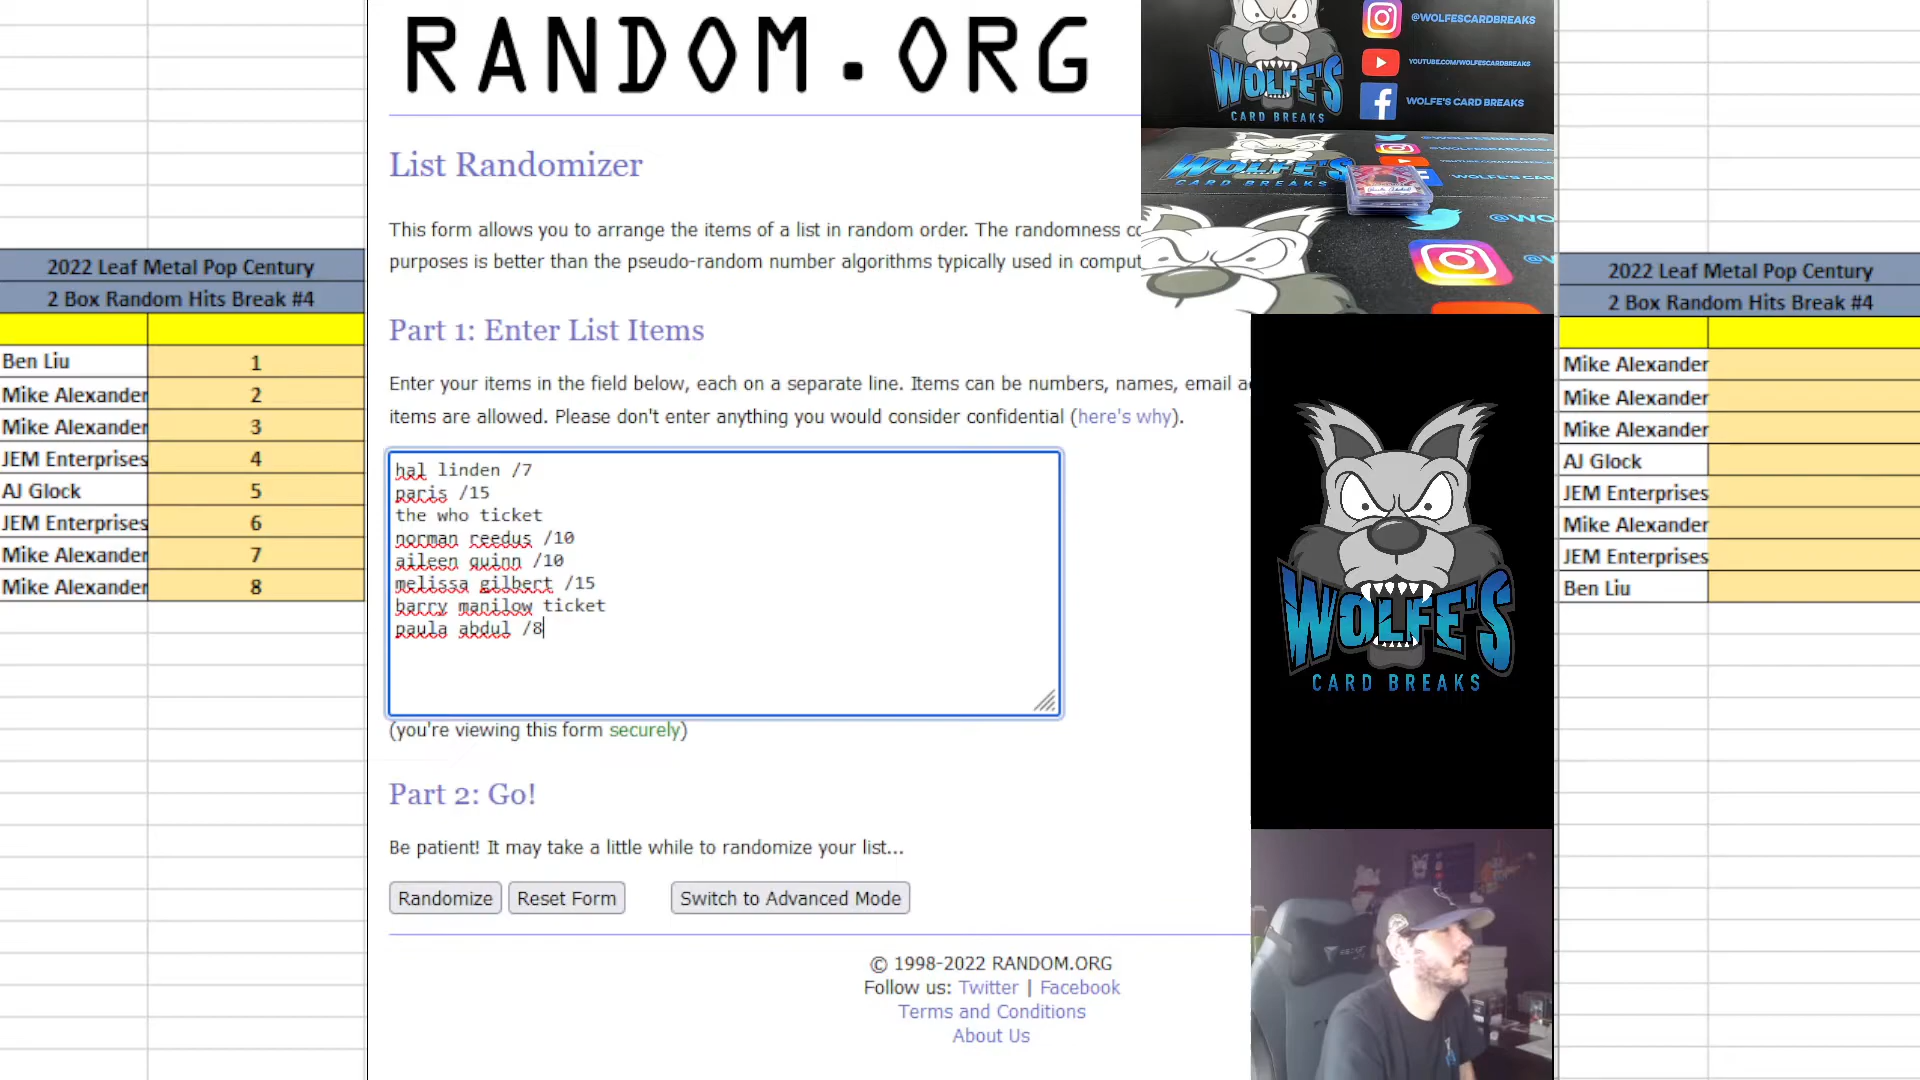 RANDOM.ORG
List Randomizer
This form allows you to arrange the items of a list in random order. The randomness co
purposes is better than the pseudo-random number algorithms typically used in comput
Part 1: Enter List Items
Enter your items in the field below, each on a separate line. Items can be numbers, names, email a
items are allowed. Please don't enter anything you would consider confidential (here's why).
hal linden /7
paris /15
the who ticket
norman reedus /10
aileen quinn /10
melissa gilbert /15
barry manilow ticket
paula abdul /8
(you're viewing this form securely)
Part 2: Go!
Be patient! It may take a little while to randomize your list...
Randomize Reset Form Switch to Advanced Mode
© 1998-2022 RANDOM.ORG
Follow us: Twitter | Facebook
Terms and Conditions
About Us
2022 Leaf Metal Pop Century
2 Box Random Hits Break #4
Ben Liu 1
Mike Alexander 2
Mike Alexander 3
JEM Enterprises 4
AJ Glock 5
JEM Enterprises 6
Mike Alexander 7
Mike Alexander 8
2022 Leaf Metal Pop Century
2 Box Random Hits Break #4
Mike Alexander
Mike Alexander
Mike Alexander
AJ Glock
JEM Enterprises
Mike Alexander
JEM Enterprises
Ben Liu
WOLFE'S
CARD BREAKS
@WOLFESCARDBREAKS
YOUTUBE.COM/WOLFESCARDBREAKS
WOLFE'S CARD BREAKS
WOLFE'S
CARD BREAKS
@WOLFESBREAKS
WOLFE'S
CARD BREAKS